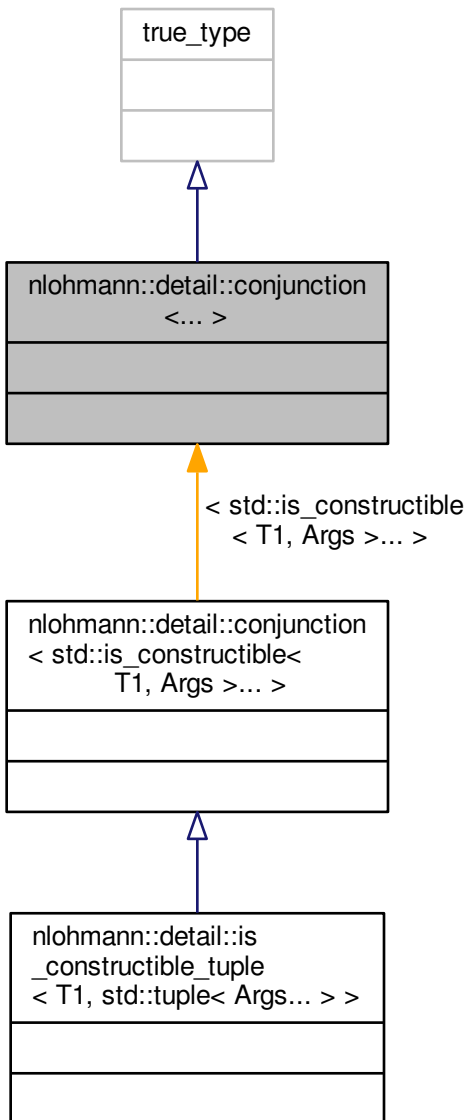 true_type
nlohmann::detail::conjunction
<... >
< std::is_constructible
< T1, Args >... >
nlohmann::detail::conjunction
< std::is_constructible<
T1, Args >... >
nlohmann::detail::is
_constructible_tuple
< T1, std::tuple< Args... > >